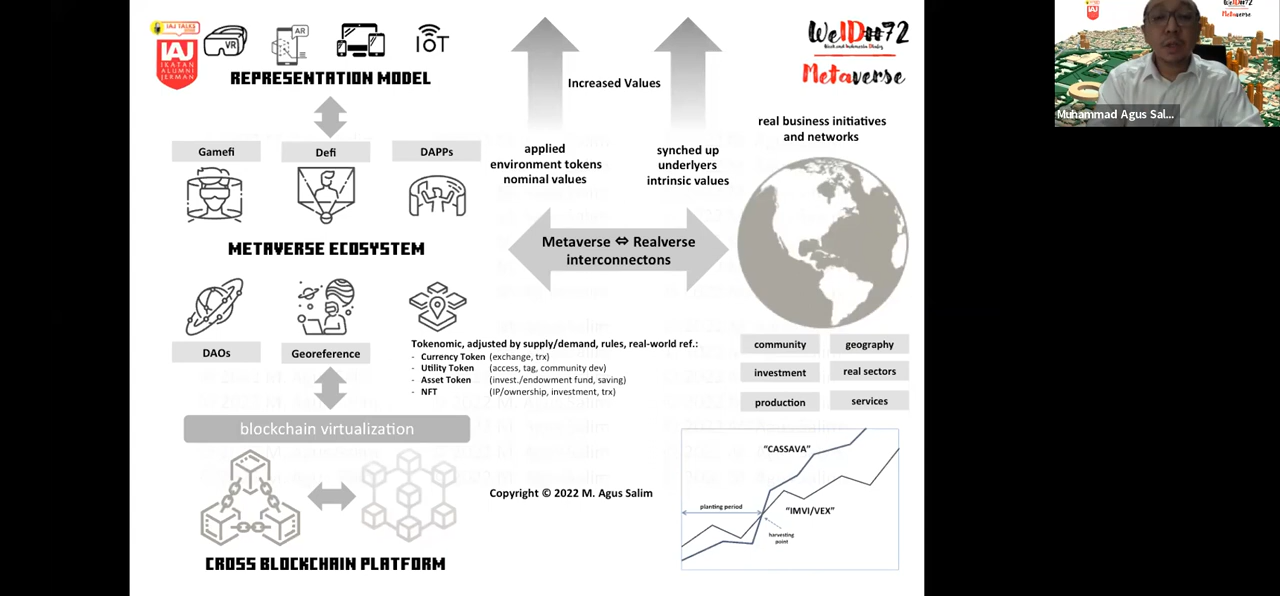 IAJ TALKS
IAJ
IKATAN
ALUMNI
JERMAN
VR
AR
IoT
REPRESENTATION MODEL
Increased Values
WeID##72
Metaverse
real business initiatives
and networks
Gamefi
Defi
DAPPs
applied
environment tokens
nominal values
synched up
underlyers
intrinsic values
METAVERSE ECOSYSTEM
Metaverse ⇔ Realverse
interconnectons
DAOs
Georeference
Tokenomic, adjusted by supply/demand, rules, real-world ref.:
- Currency Token (exchange, trx)
- Utility Token (access, tag, community dev)
- Asset Token (invest./endowment fund, saving)
- NFT (IP/ownership, investment, trx)
community
geography
investment
real sectors
production
services
blockchain virtualization
"CASSAVA"
planting period
"IMVI/VEX"
harvesting
point
Copyright © 2022 M. Agus Salim
CROSS BLOCKCHAIN PLATFORM
Metaverse
Muhammad Agus Sal...